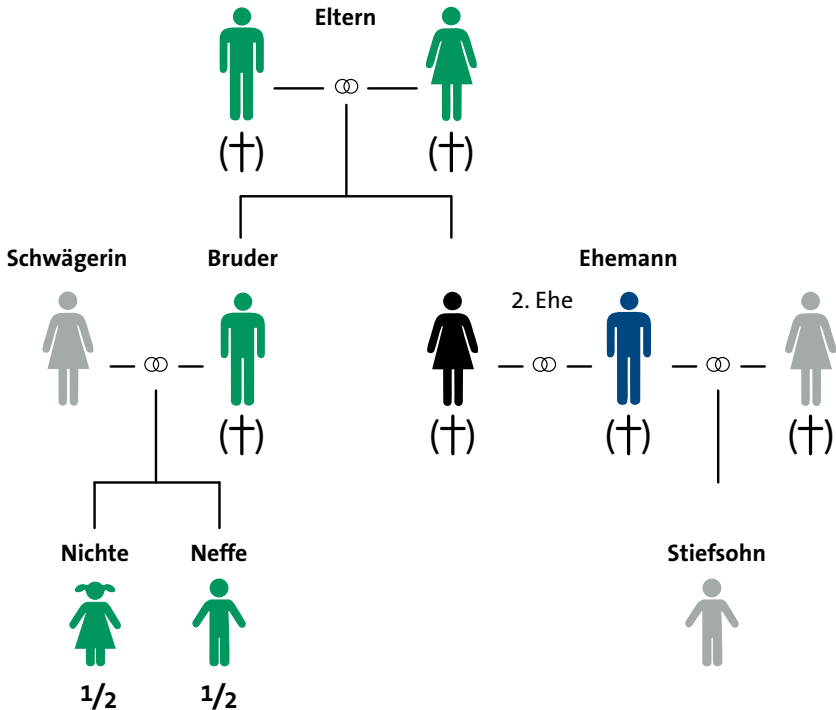 Eltern
(†) (†)
Schwägerin Bruder Ehemann
2. Ehe
(†) (†) (†) (†)
Nichte Neffe Stiefsohn
1/2 1/2